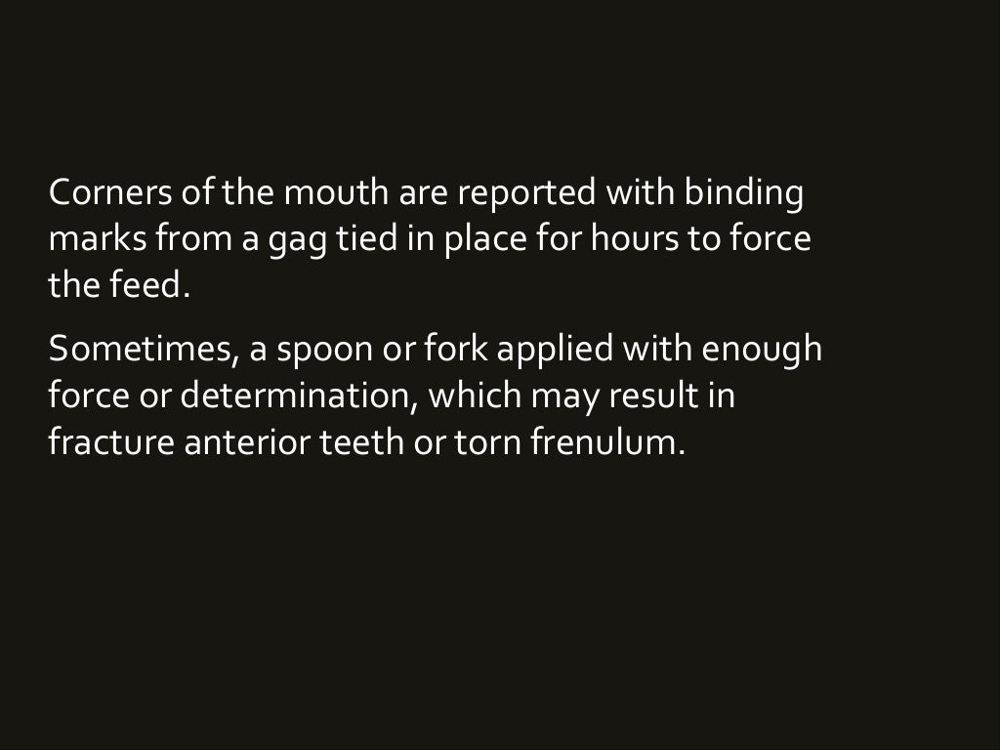 Corners of the mouth are reported with binding
marks from a gag tied in place for hours to force
the feed.
Sometimes, a spoon or fork applied with enough
force or determination, which may result in
fracture anterior teeth or torn frenulum.